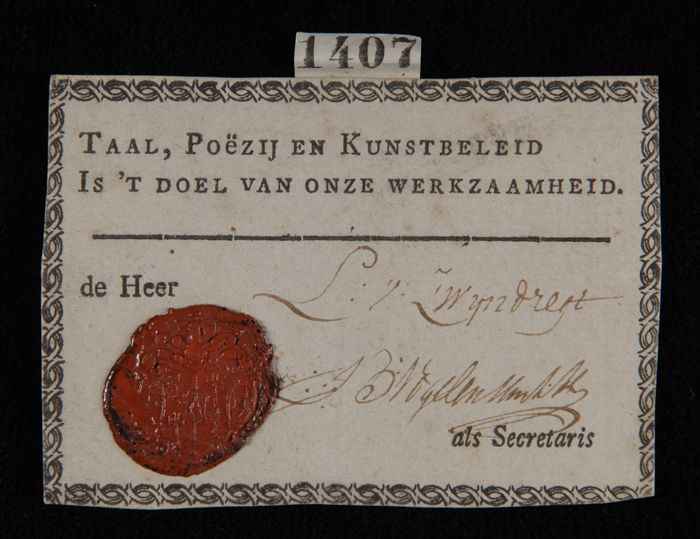 1407
TAAL, POËZIJ EN KUNSTBELEID
IS 'T DOEL VAN ONZE WERKZAAMHEID.
de Heer L: v: Zwyndregt
als Secretaris